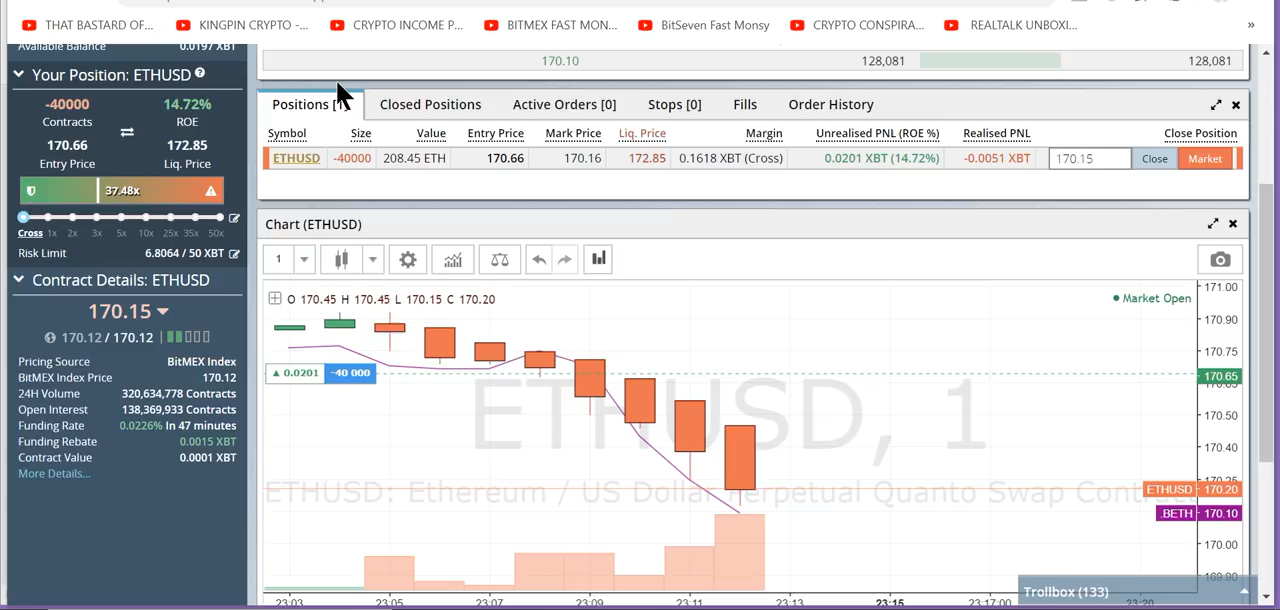 THAT BASTARD OF... KINGPIN CRYPTO -... CRYPTO INCOME P... BITMEX FAST MON... BitSeven Fast Monsy CRYPTO CONSPIRA... REALTALK UNBOXI... »
Available Balance 0.0197 XBT
170.10 128,081 128,081
Your Position: ETHUSD ?
-40000 14.72%
Contracts ROE
170.66 172.85
Entry Price Liq. Price
37.48x
Cross 1x 2x 3x 5x 10x 25x 35x 50x
Risk Limit 6.8064 / 50 XBT
Contract Details: ETHUSD
170.15
170.12 / 170.12
Pricing Source BitMEX Index
BitMEX Index Price 170.12
24H Volume 320,634,778 Contracts
Open Interest 138,369,933 Contracts
Funding Rate 0.0226% In 47 minutes
Funding Rebate 0.0015 XBT
Contract Value 0.0001 XBT
More Details...
Positions [1] Closed Positions Active Orders [0] Stops [0] Fills Order History
Symbol Size Value Entry Price Mark Price Liq. Price Margin Unrealised PNL (ROE %) Realised PNL Close Position
ETHUSD -40000 208.45 ETH 170.66 170.16 172.85 0.1618 XBT (Cross) 0.0201 XBT (14.72%) -0.0051 XBT 170.15 Close Market
Chart (ETHUSD)
1
O 170.45 H 170.45 L 170.15 C 170.20
Market Open
171.00
170.90
170.75
0.0201 -40 000
170.65
170.50
170.40
ETHUSD, 1
ETHUSD: Ethereum / US Dollar Perpetual Quanto Swap Contr
ETHUSD 170.20
.BETH 170.10
170.00
169.90
23:03 23:05 23:07 23:09 23:11 23:13 23:15 23:17:00 23:20
Trollbox (133)